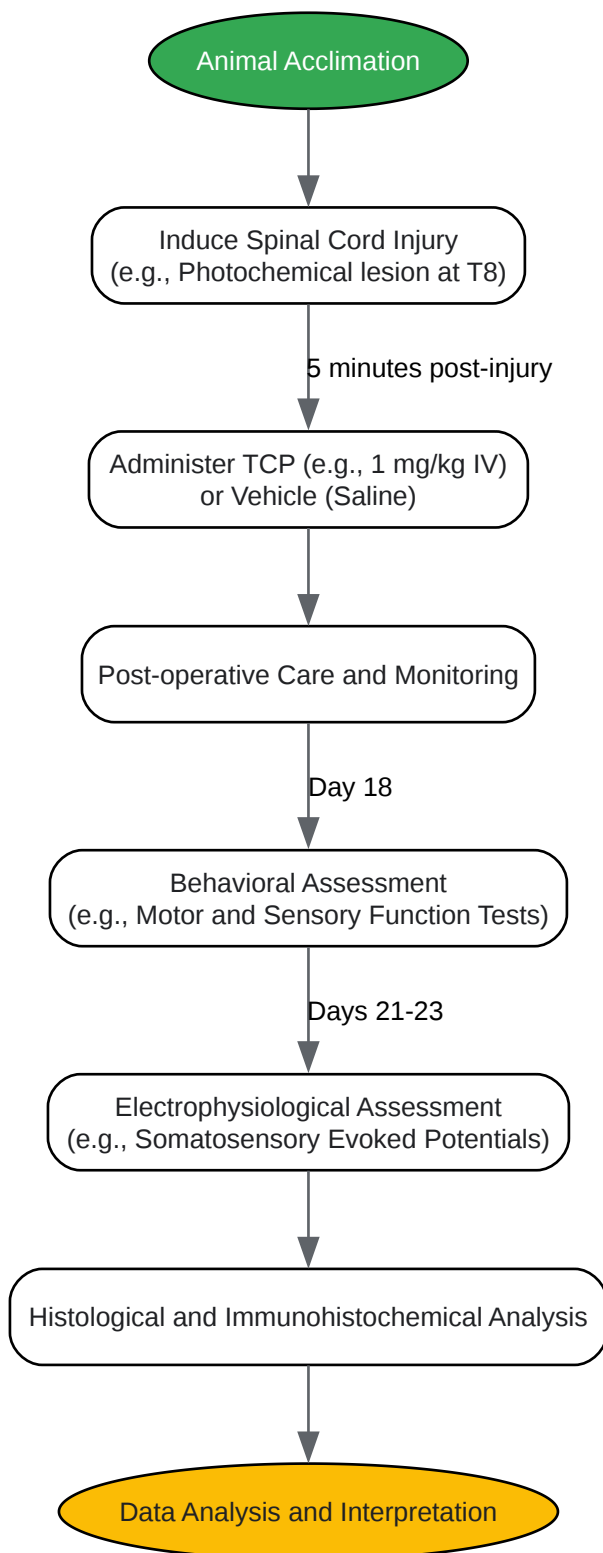 Animal Acclimation
Induce Spinal Cord Injury
(e.g., Photochemical lesion at T8)
5 minutes post-injury
Administer TCP (e.g., 1 mg/kg IV)
or Vehicle (Saline)
Post-operative Care and Monitoring
Day 18
Behavioral Assessment
(e.g., Motor and Sensory Function Tests)
Days 21-23
Electrophysiological Assessment
(e.g., Somatosensory Evoked Potentials)
Histological and Immunohistochemical Analysis
Data Analysis and Interpretation